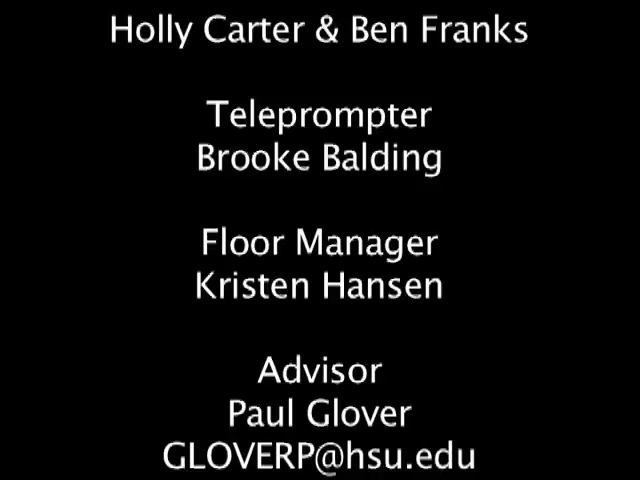 Holly Carter & Ben Franks
Teleprompter
Brooke Balding
Floor Manager
Kristen Hansen
Advisor
Paul Glover
GLOVERP@hsu.edu